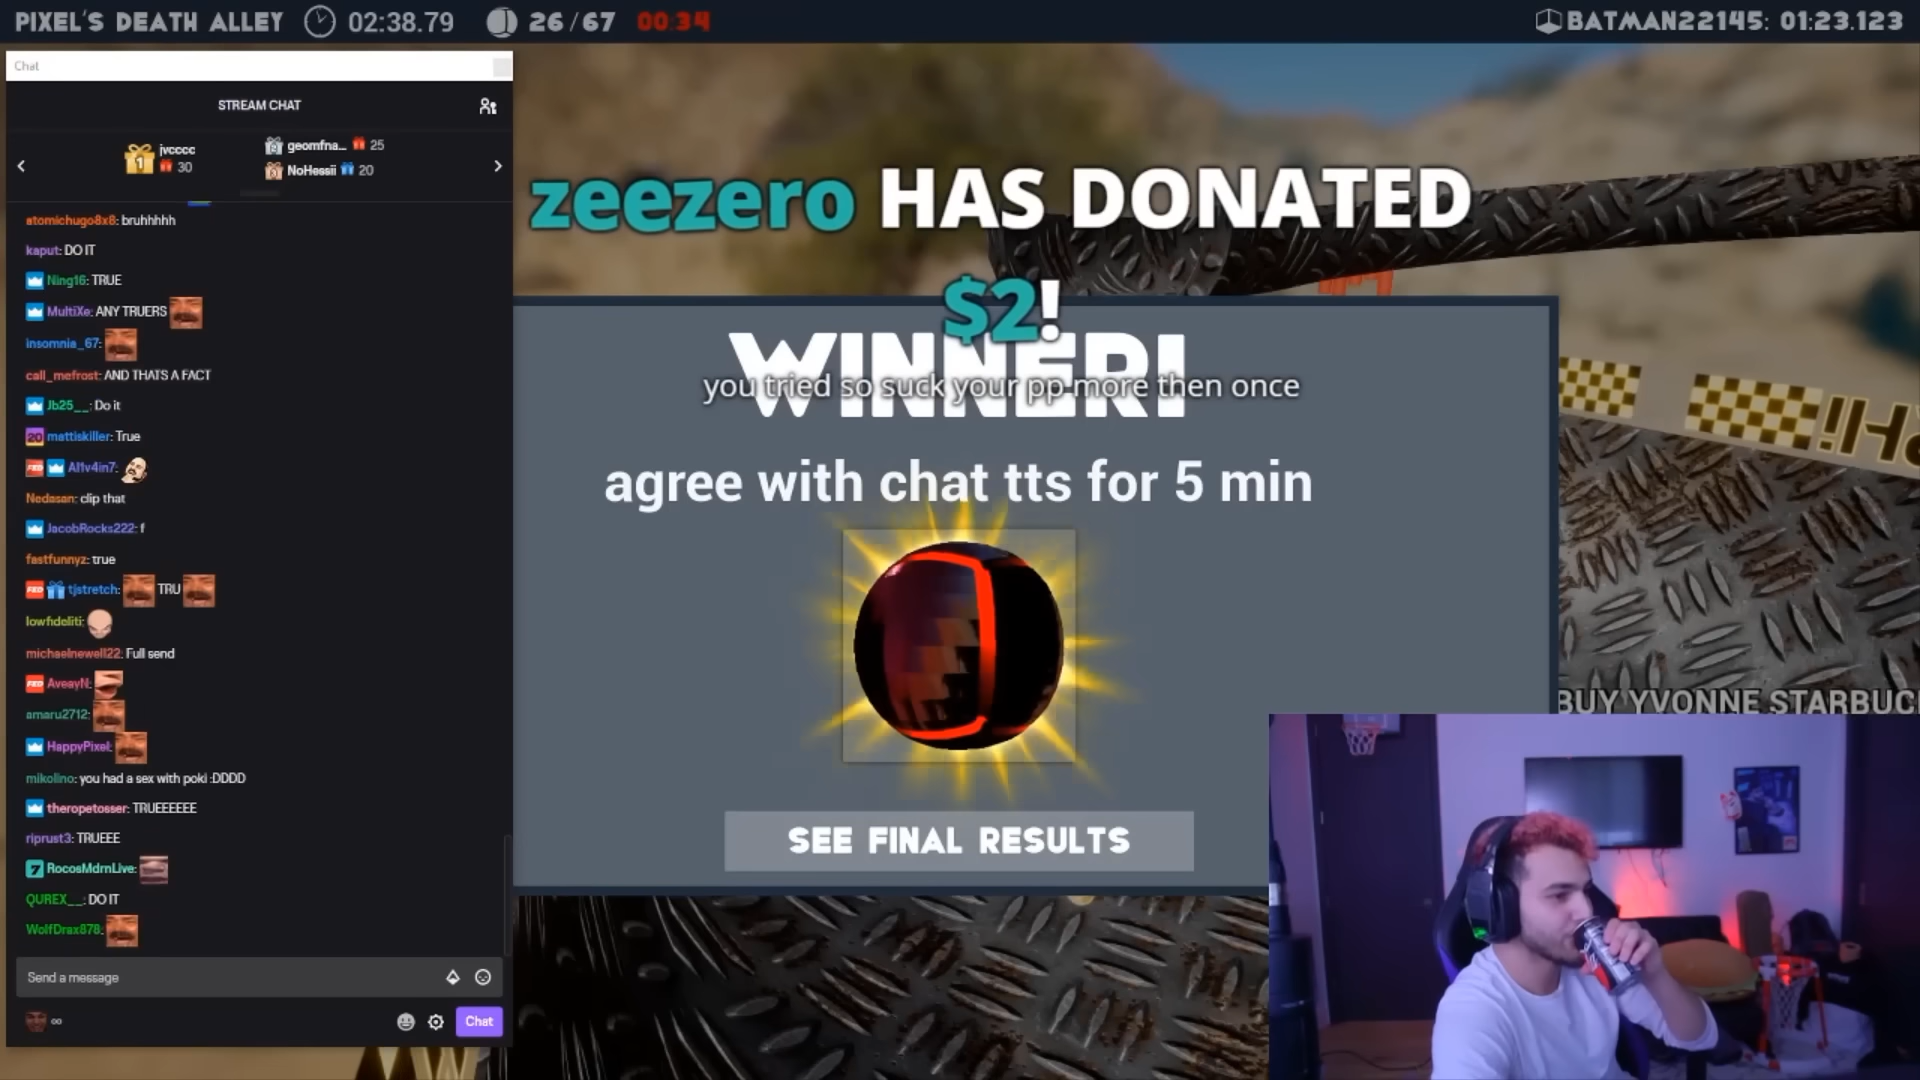 PIXEL'S DEATH ALLEY 02:38.79 26/67 00:34 BATMAN22145: 01:23.123
Chat
STREAM CHAT
1 jvcccc 30
geomfna... 25
NoHessii 20
atomichugo8x8: bruhhhhh
kaput: DO IT
Ning16: TRUE
MultiXe: ANY TRUERS
insomnia_67:
call_mefrost: AND THATS A FACT
Jb25__: Do it
20 mattiskiller: True
Al1v4in7:
Nedasan: clip that
JacobRocks222: f
fastfunnyz: true
tjstretch: TRU
lowfideliti:
michaelnewell22: Full send
AveayN:
amaru2712:
HappyPixel:
mikolino: you had a sex with poki :DDDD
theropetosser: TRUEEEEEE
riprust3: TRUEEE
7 RocosMdrnLive:
QUREX__: DO IT
WolfDrax878:
Send a message
∞
Chat
zeezero HAS DONATED
$2!
WINNER!
you tried so suck your pp more then once
agree with chat tts for 5 min
SEE FINAL RESULTS
BUY YVONNE STARBUC